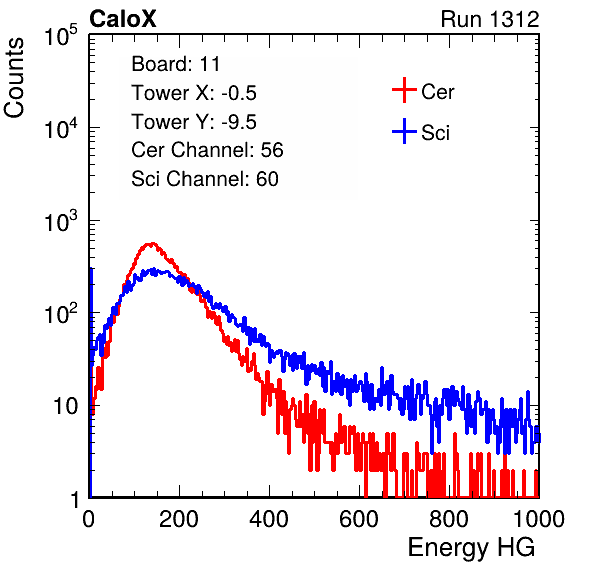 CaloX Run 1312
Counts
Board: 11
Tower X: -0.5
Tower Y: -9.5
Cer Channel: 56
Sci Channel: 60
Cer
Sci
10^5
10^4
10^3
10^2
10
1
0 200 400 600 800 1000
Energy HG